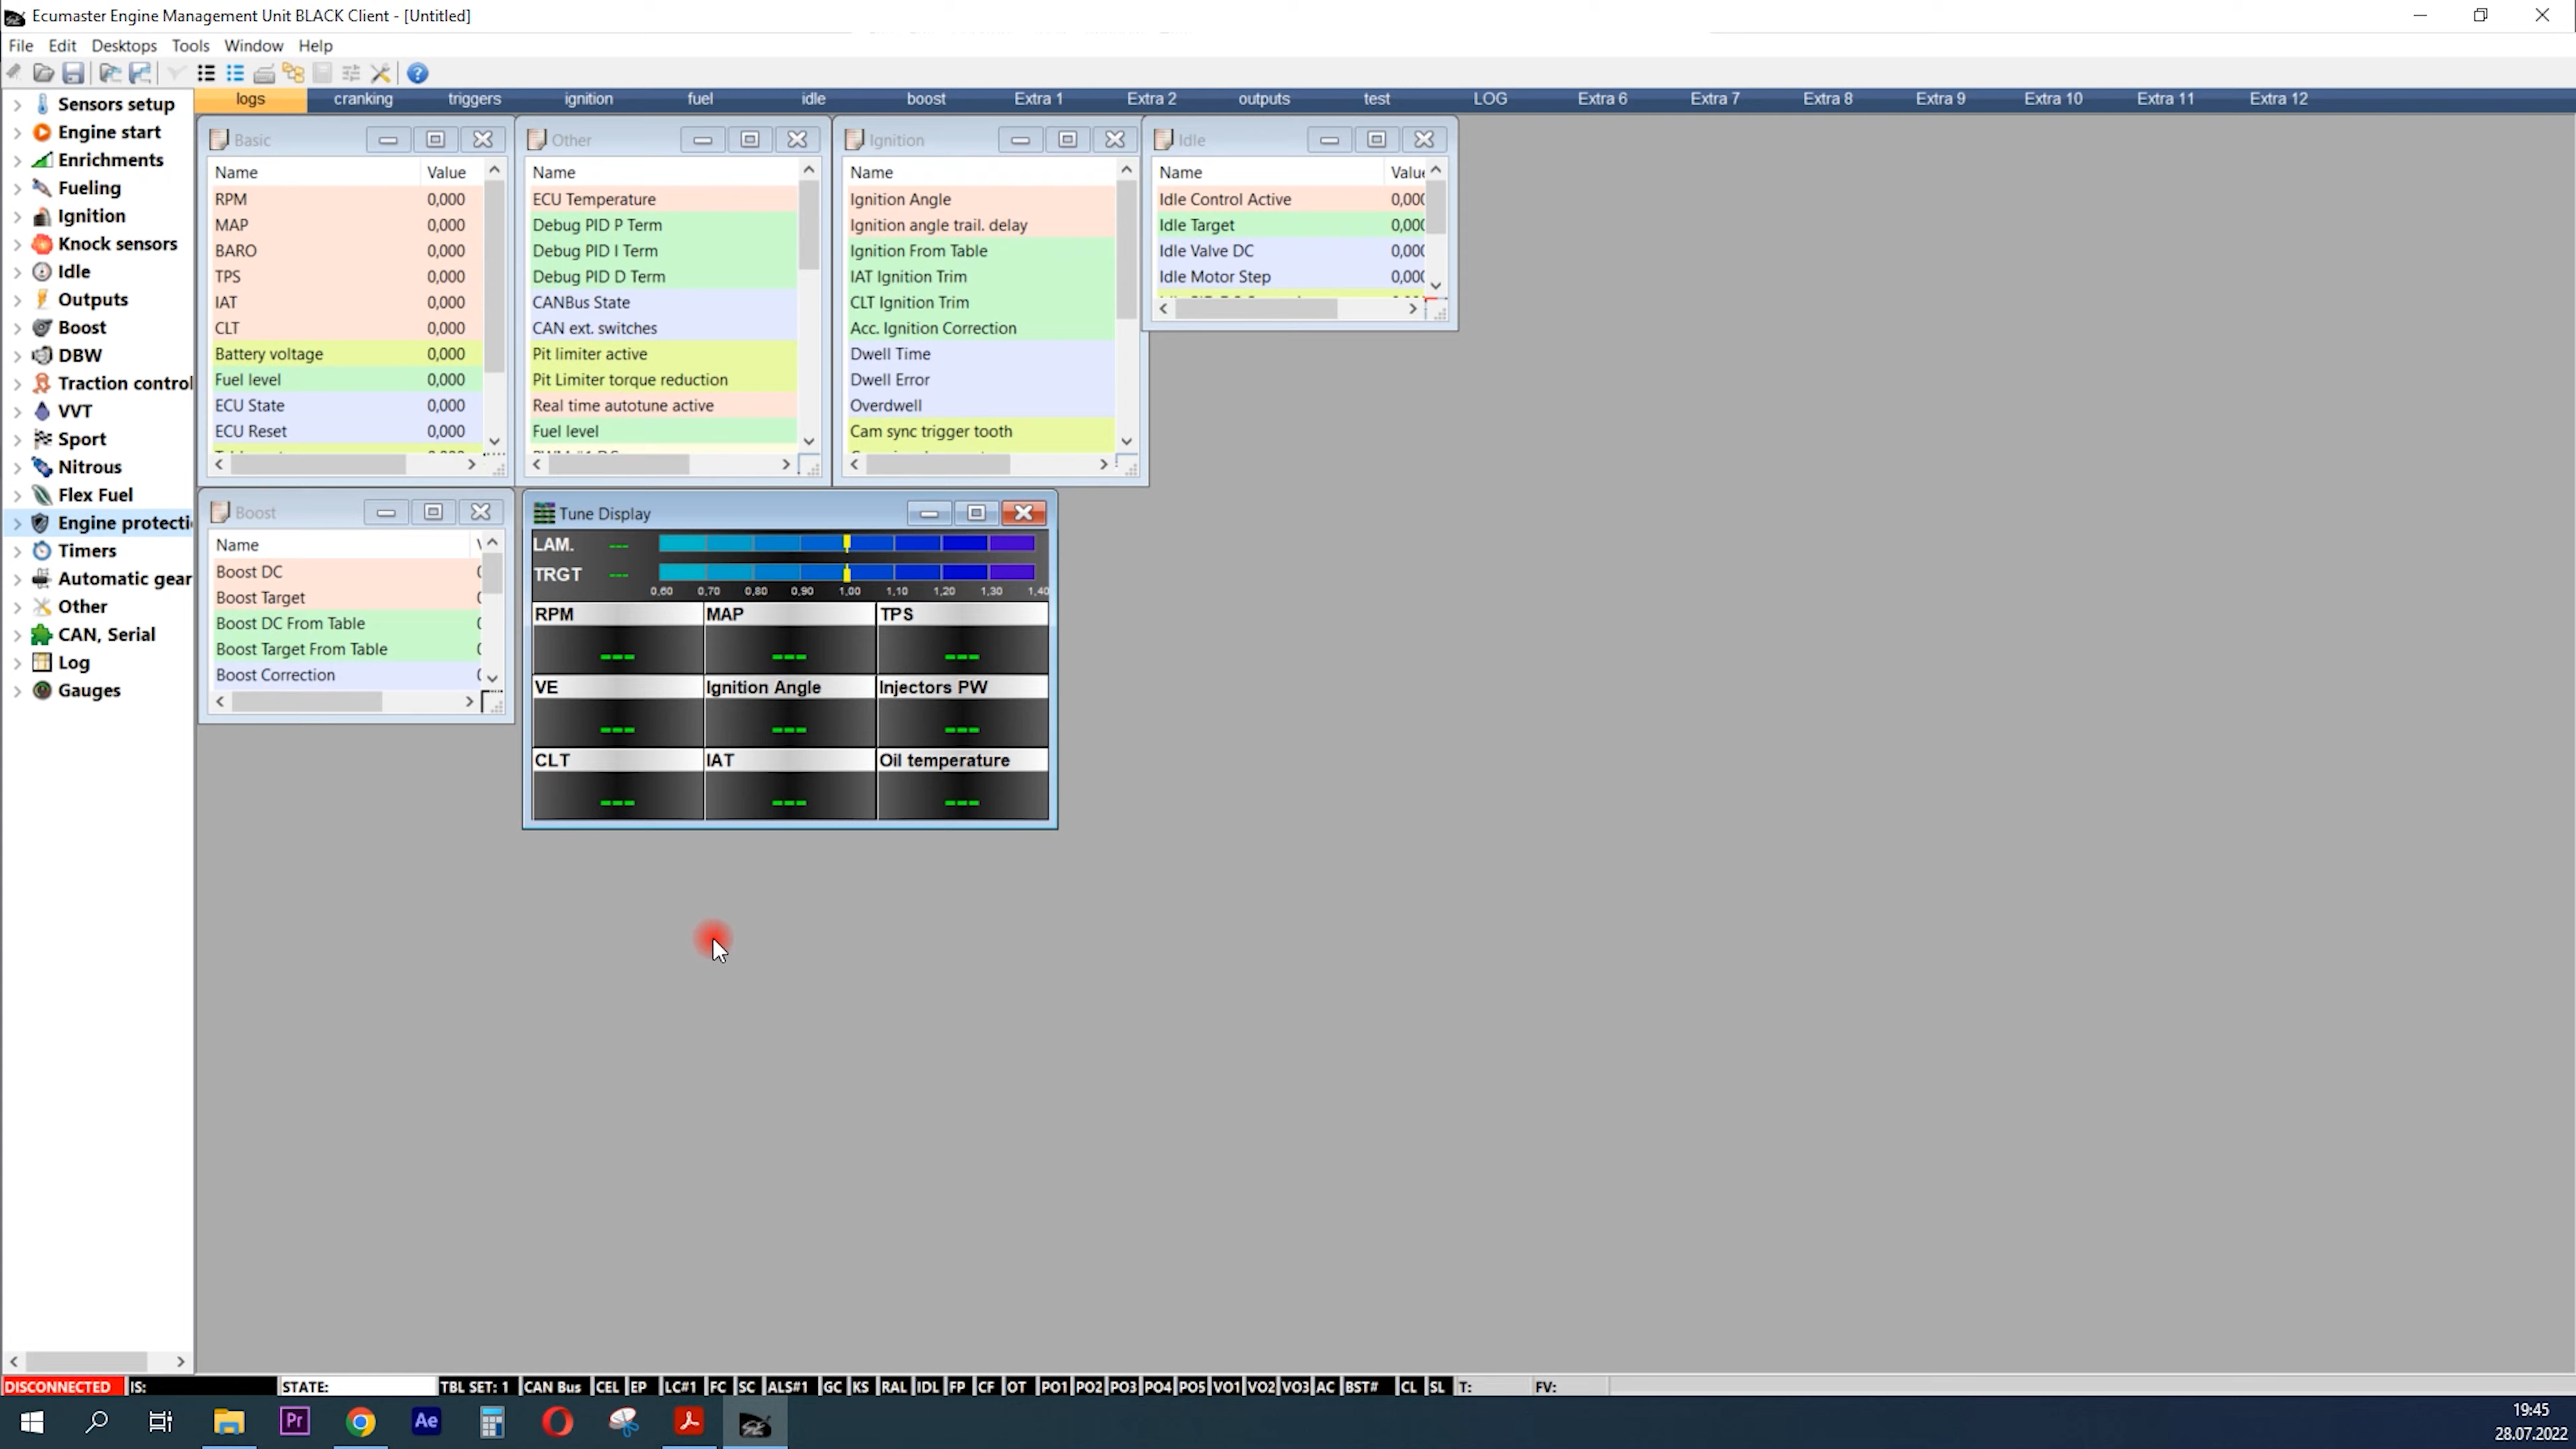 Ecumaster Engine Management Unit BLACK Client - [Untitled]
File Edit Desktops Tools Window Help
Sensors setup
Engine start
Enrichments
Fueling
Ignition
Knock sensors
Idle
Outputs
Boost
DBW
Traction control
VVT
Sport
Nitrous
Flex Fuel
Engine protecti
Timers
Automatic gear
Other
CAN, Serial
Log
Gauges
logs cranking triggers ignition fuel idle boost Extra 1 Extra 2 outputs test LOG Extra 6 Extra 7 Extra 8 Extra 9 Extra 10 Extra 11 Extra 12
Basic
Name Value
RPM 0,000
MAP 0,000
BARO 0,000
TPS 0,000
IAT 0,000
CLT 0,000
Battery voltage 0,000
Fuel level 0,000
ECU State 0,000
ECU Reset 0,000
Other
Name
ECU Temperature
Debug PID P Term
Debug PID I Term
Debug PID D Term
CANBus State
CAN ext. switches
Pit limiter active
Pit Limiter torque reduction
Real time autotune active
Fuel level
Ignition
Name
Ignition Angle
Ignition angle trail. delay
Ignition From Table
IAT Ignition Trim
CLT Ignition Trim
Acc. Ignition Correction
Dwell Time
Dwell Error
Overdwell
Cam sync trigger tooth
Idle
Name Value
Idle Control Active 0,000
Idle Target 0,000
Idle Valve DC 0,000
Idle Motor Step 0,000
Boost
Name
Boost DC
Boost Target
Boost DC From Table
Boost Target From Table
Boost Correction
Tune Display
LAM. ---
TRGT ---
0,60 0,70 0,80 0,90 1,00 1,10 1,20 1,30 1,40
RPM MAP TPS
--- --- ---
VE Ignition Angle Injectors PW
--- --- ---
CLT IAT Oil temperature
--- --- ---
DISCONNECTED IS: STATE: TBL SET: 1 CAN Bus CEL EP LC#1 FC SC ALS#1 GC KS RAL IDL FP CF OT PO1 PO2 PO3 PO4 PO5 VO1 VO2 VO3 AC BST# CL SL T: FV:
Pr Ae
19:45
28.07.2022